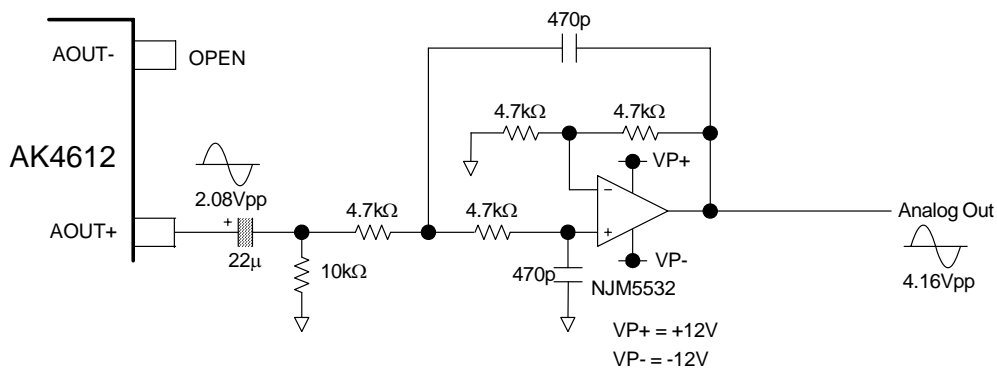 470p
AOUT-
OPEN
4.7kΩ
4.7kΩ
AK4612
VP+
2.08Vpp
−
AOUT+
+
4.7kΩ
4.7kΩ
+
Analog Out
22μ
10kΩ
470p
VP-
NJM5532
4.16Vpp
VP+ = +12V
VP- = -12V